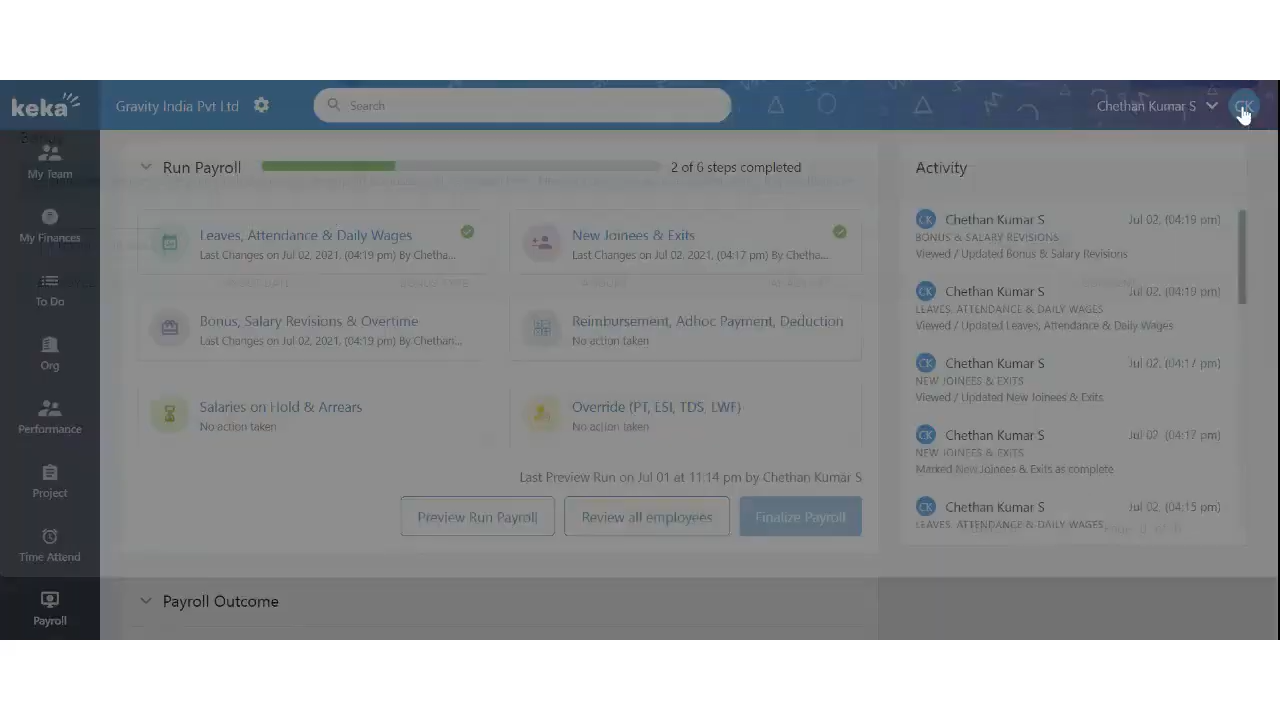 keka
Gravity India Pvt Ltd
Search
Chethan Kumar S
CK
My Team
My Finances
To Do
Org
Performance
Project
Time Attend
Payroll
Run Payroll
2 of 6 steps completed
Leaves, Attendance & Daily Wages
Last Changes on Jul 02, 2021, (04:19 pm) By Chetha...
New Joinees & Exits
Last Changes on Jul 02, 2021, (04:17 pm) By Chetha...
Bonus, Salary Revisions & Overtime
Last Changes on Jul 02, 2021, (04:19 pm) By Chethan...
Reimbursement, Adhoc Payment, Deduction
No action taken
Salaries on Hold & Arrears
No action taken
Override (PT, ESI, TDS, LWF)
No action taken
Last Preview Run on Jul 01 at 11:14 pm by Chethan Kumar S
Preview Run Payroll
Review all employees
Finalize Payroll
Payroll Outcome
Activity
CK Chethan Kumar S Jul 02, (04:19 pm)
BONUS & SALARY REVISIONS
Viewed / Updated Bonus & Salary Revisions
CK Chethan Kumar S Jul 02, (04:19 pm)
LEAVES, ATTENDANCE & DAILY WAGES
Viewed / Updated Leaves, Attendance & Daily Wages
CK Chethan Kumar S Jul 02, (04:17 pm)
NEW JOINEES & EXITS
Viewed / Updated New Joinees & Exits
CK Chethan Kumar S Jul 02, (04:17 pm)
NEW JOINEES & EXITS
Marked New Joinees & Exits as complete
CK Chethan Kumar S Jul 02, (04:15 pm)
LEAVES, ATTENDANCE & DAILY WAGES